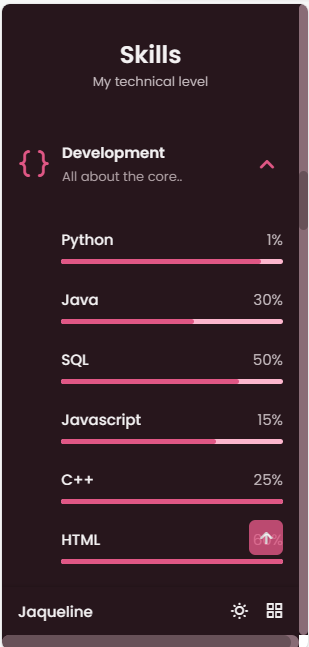 Skills
My technical level
Development
All about the core..
Python 1%
Java 30%
SQL 50%
Javascript 15%
C++ 25%
HTML
Jaqueline